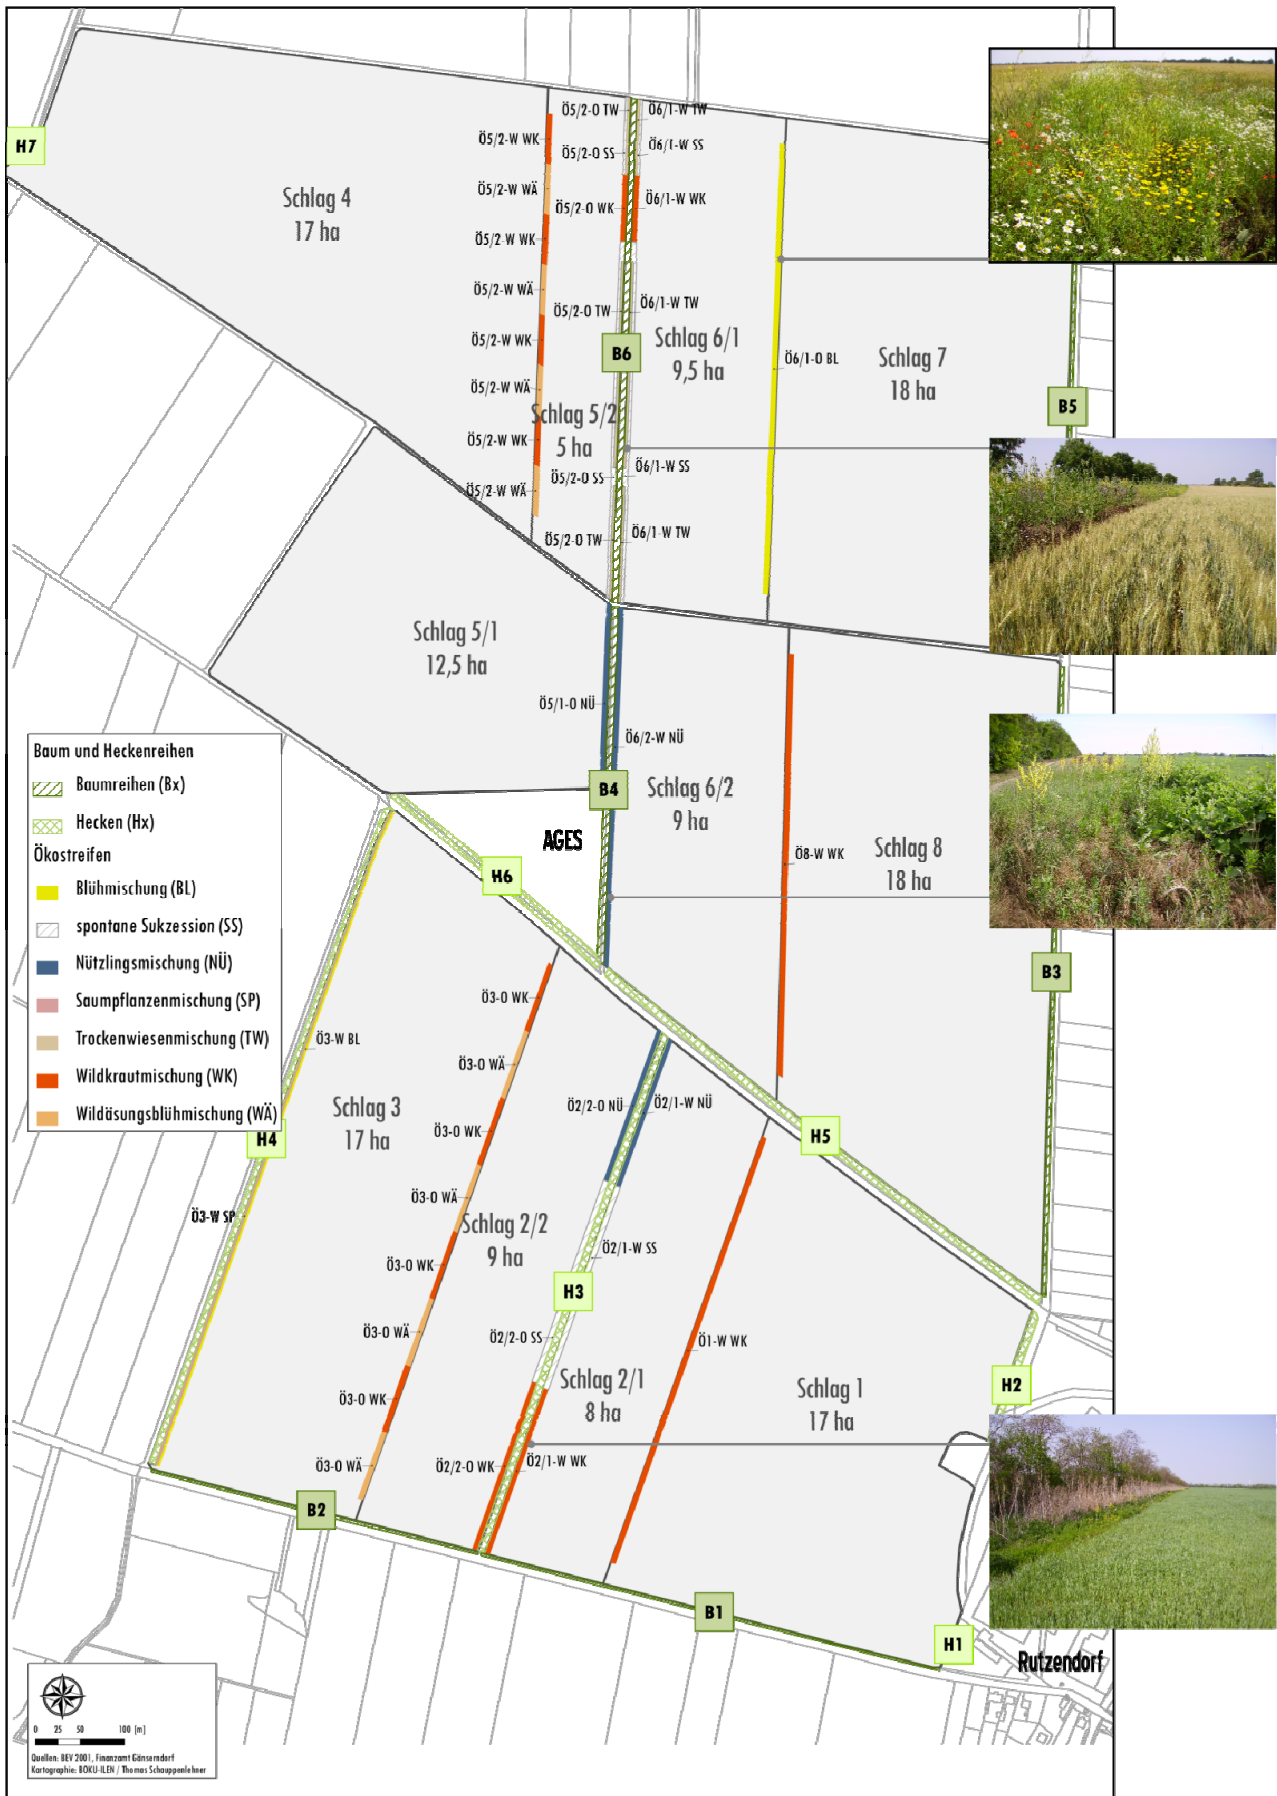 H7
Schlag 4
17 ha
Ö5/2-W WK
Ö5/2-W WÄ
Ö5/2-W WK
Ö5/2-W WÄ
Ö5/2-W WK
Ö5/2-W WÄ
Ö5/2-W WK
Ö5/2-W WÄ
Ö5/2-O TW
Ö5/2-O SS
Ö5/2-O WK
Ö5/2-O TW
Schlag 5/2
5 ha
Ö5/2-O SS
Ö5/2-O TW
Ö6/1-W TW
Ö6/1-W SS
Ö6/1-W WK
Ö6/1-W TW
B6
Schlag 6/1
9,5 ha
Ö6/1-W SS
Ö6/1-W TW
Ö6/1-O BL
Schlag 7
18 ha
B5
Schlag 5/1
12,5 ha
Ö5/1-O NÜ
Ö6/2-W NÜ
B4
Schlag 6/2
9 ha
AGES
Ö8-W WK
Schlag 8
18 ha
B3
H6
Baum und Heckenreihen
Baumreihen (Bx)
Hecken (Hx)
Ökostreifen
Blühmischung (BL)
spontane Sukzession (SS)
Nützlingsmischung (NÜ)
Saumpflanzenmischung (SP)
Trockenwiesenmischung (TW)
Wildkrautmischung (WK)
Wildäsungsblühmischung (WÄ)
H4
Ö3-W BL
Ö3-W SP
Schlag 3
17 ha
Ö3-O WK
Ö3-O WÄ
Ö3-O WK
Ö3-O WÄ
Ö3-O WK
Ö3-O WÄ
Ö3-O WK
Ö3-O WÄ
Schlag 2/2
9 ha
Ö2/2-O NÜ
Ö2/1-W NÜ
H5
Ö2/1-W SS
H3
Ö2/2-O SS
Ö1-W WK
Schlag 2/1
8 ha
Schlag 1
17 ha
H2
Ö2/2-O WK
Ö2/1-W WK
B2
B1
H1
Rutzendorf
0 25 50 100 [m]
Quellen: BEV 2001, Finanzamt Gänserndorf
Kartographie: BOKU-ILEN / Thomas Schauppenlehner